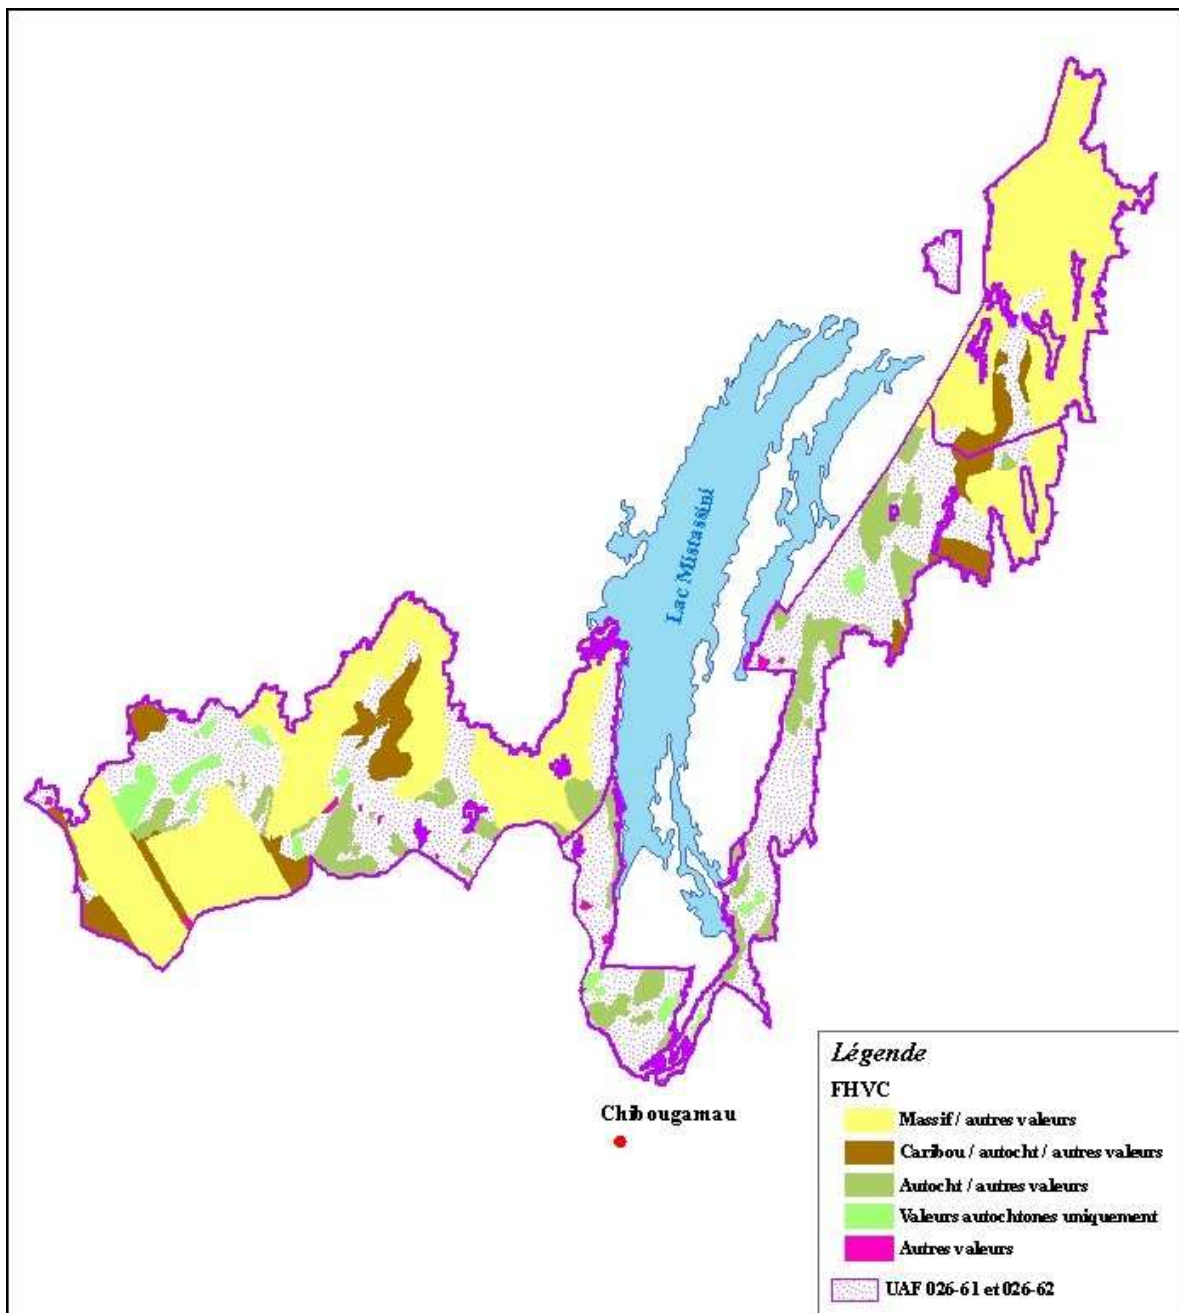 Lac Mistassini
Chibougamau
Légende
FHVC
Massif / autres valeurs
Caribou / autocht / autres valeurs
Autocht / autres valeurs
Valeurs autochtones uniquement
Autres valeurs
UAF 026-61 et 026-62